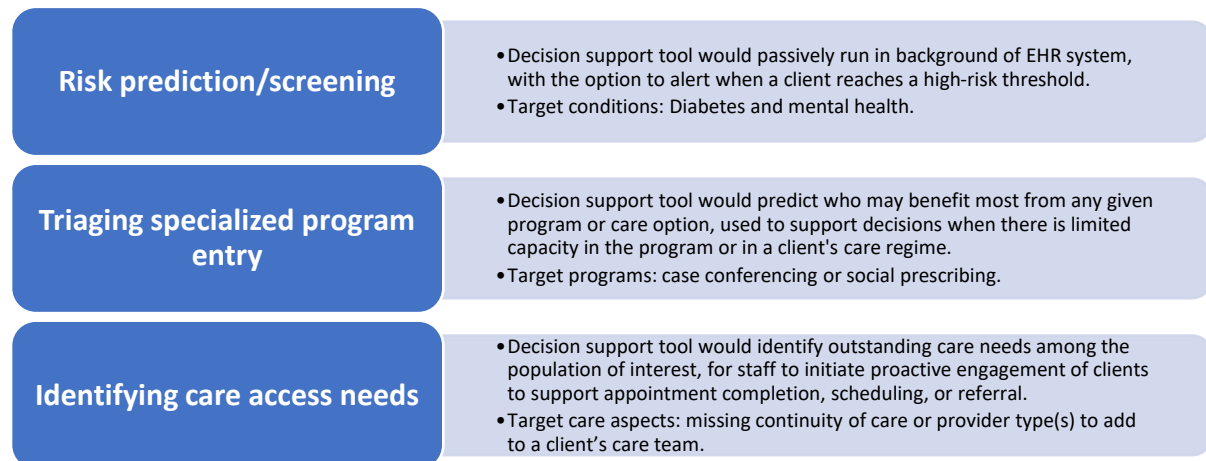 Risk prediction/screening
•Decision support tool would passively run in background of EHR system,
with the option to alert when a client reaches a high-risk threshold.
•Target conditions: Diabetes and mental health.
Triaging specialized program
entry
•Decision support tool would predict who may benefit most from any given
program or care option, used to support decisions when there is limited
capacity in the program or in a client's care regime.
•Target programs: case conferencing or social prescribing.
Identifying care access needs
•Decision support tool would identify outstanding care needs among the
population of interest, for staff to initiate proactive engagement of clients
to support appointment completion, scheduling, or referral.
•Target care aspects: missing continuity of care or provider type(s) to add
to a client’s care team.